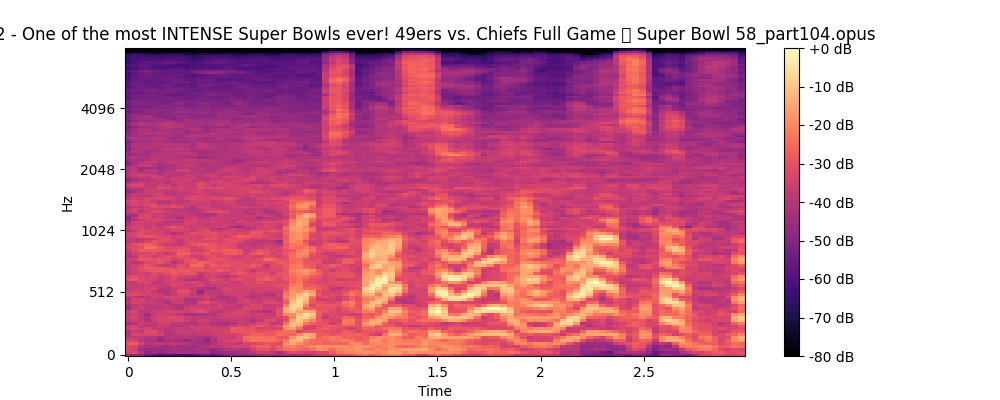 2 - One of the most INTENSE Super Bowls ever! 49ers vs. Chiefs Full Game  Super Bowl 58_part104.opus
+0 dB
-10 dB
-20 dB
-30 dB
-40 dB
-50 dB
-60 dB
-70 dB
-80 dB
4096
2048
1024
512
0
Hz
0 0.5 1 1.5 2 2.5
Time